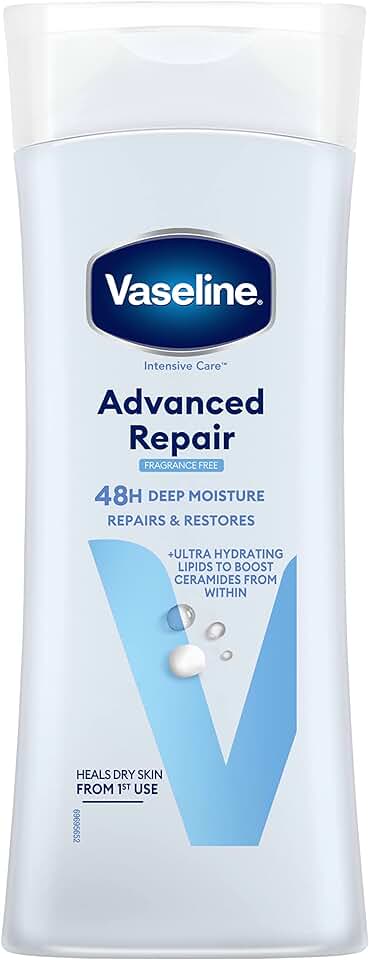 Vaseline®
Intensive Care™
Advanced
Repair
FRAGRANCE FREE
48H DEEP MOISTURE
REPAIRS & RESTORES
+ULTRA HYDRATING
LIPIDS TO BOOST
CERAMIDES FROM
WITHIN
HEALS DRY SKIN
FROM 1ST USE
69695652